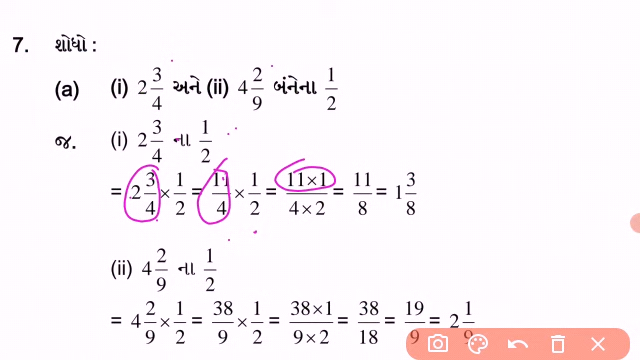 7. શોધો :
(a) (i) 2 3/4 અને (ii) 4 2/9 બંનેના 1/2
જ. (i) 2 3/4 ના 1/2
= 2 3/4 × 1/2 = 11/4 × 1/2 = 11×1/4×2 = 11/8 = 1 3/8
(ii) 4 2/9 ના 1/2
= 4 2/9 × 1/2 = 38/9 × 1/2 = 38×1/9×2 = 38/18 = 19/9 = 2 1/9